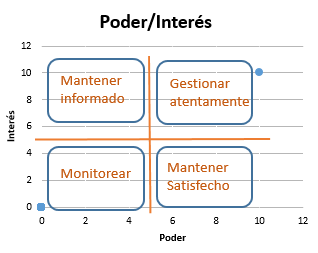 Poder/Interés
12
10
8
6
4
2
0
Interés
Mantener
informado
Gestionar
atentamente
Monitorear
Mantener
Satisfecho
0 2 4 6 8 10 12
Poder